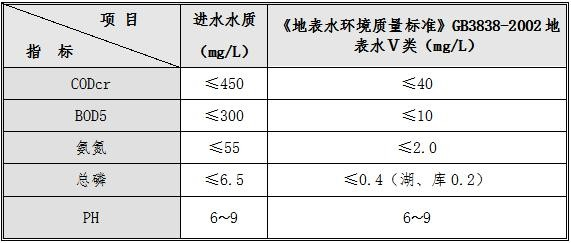 项 目
指 标
进水水质
(mg/L)
《地表水环境质量标准》GB3838-2002地
表水Ⅴ类（mg/L）
CODcr ≤450 ≤40
BOD5 ≤300 ≤10
氨氮 ≤55 ≤2.0
总磷 ≤6.5 ≤0.4（湖、库0.2）
PH 6～9 6～9